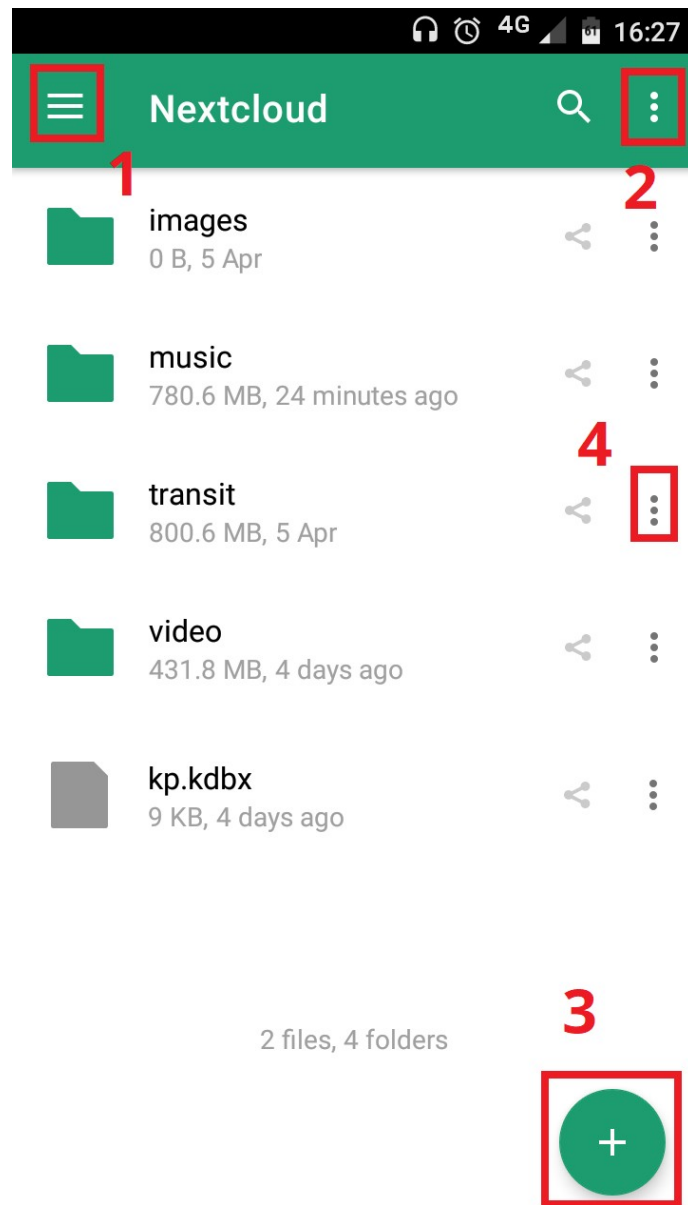 4G 61 16:27
Nextcloud
1
2
images
0 B, 5 Apr
music
780.6 MB, 24 minutes ago
4
transit
800.6 MB, 5 Apr
video
431.8 MB, 4 days ago
kp.kdbx
9 KB, 4 days ago
3
2 files, 4 folders
+